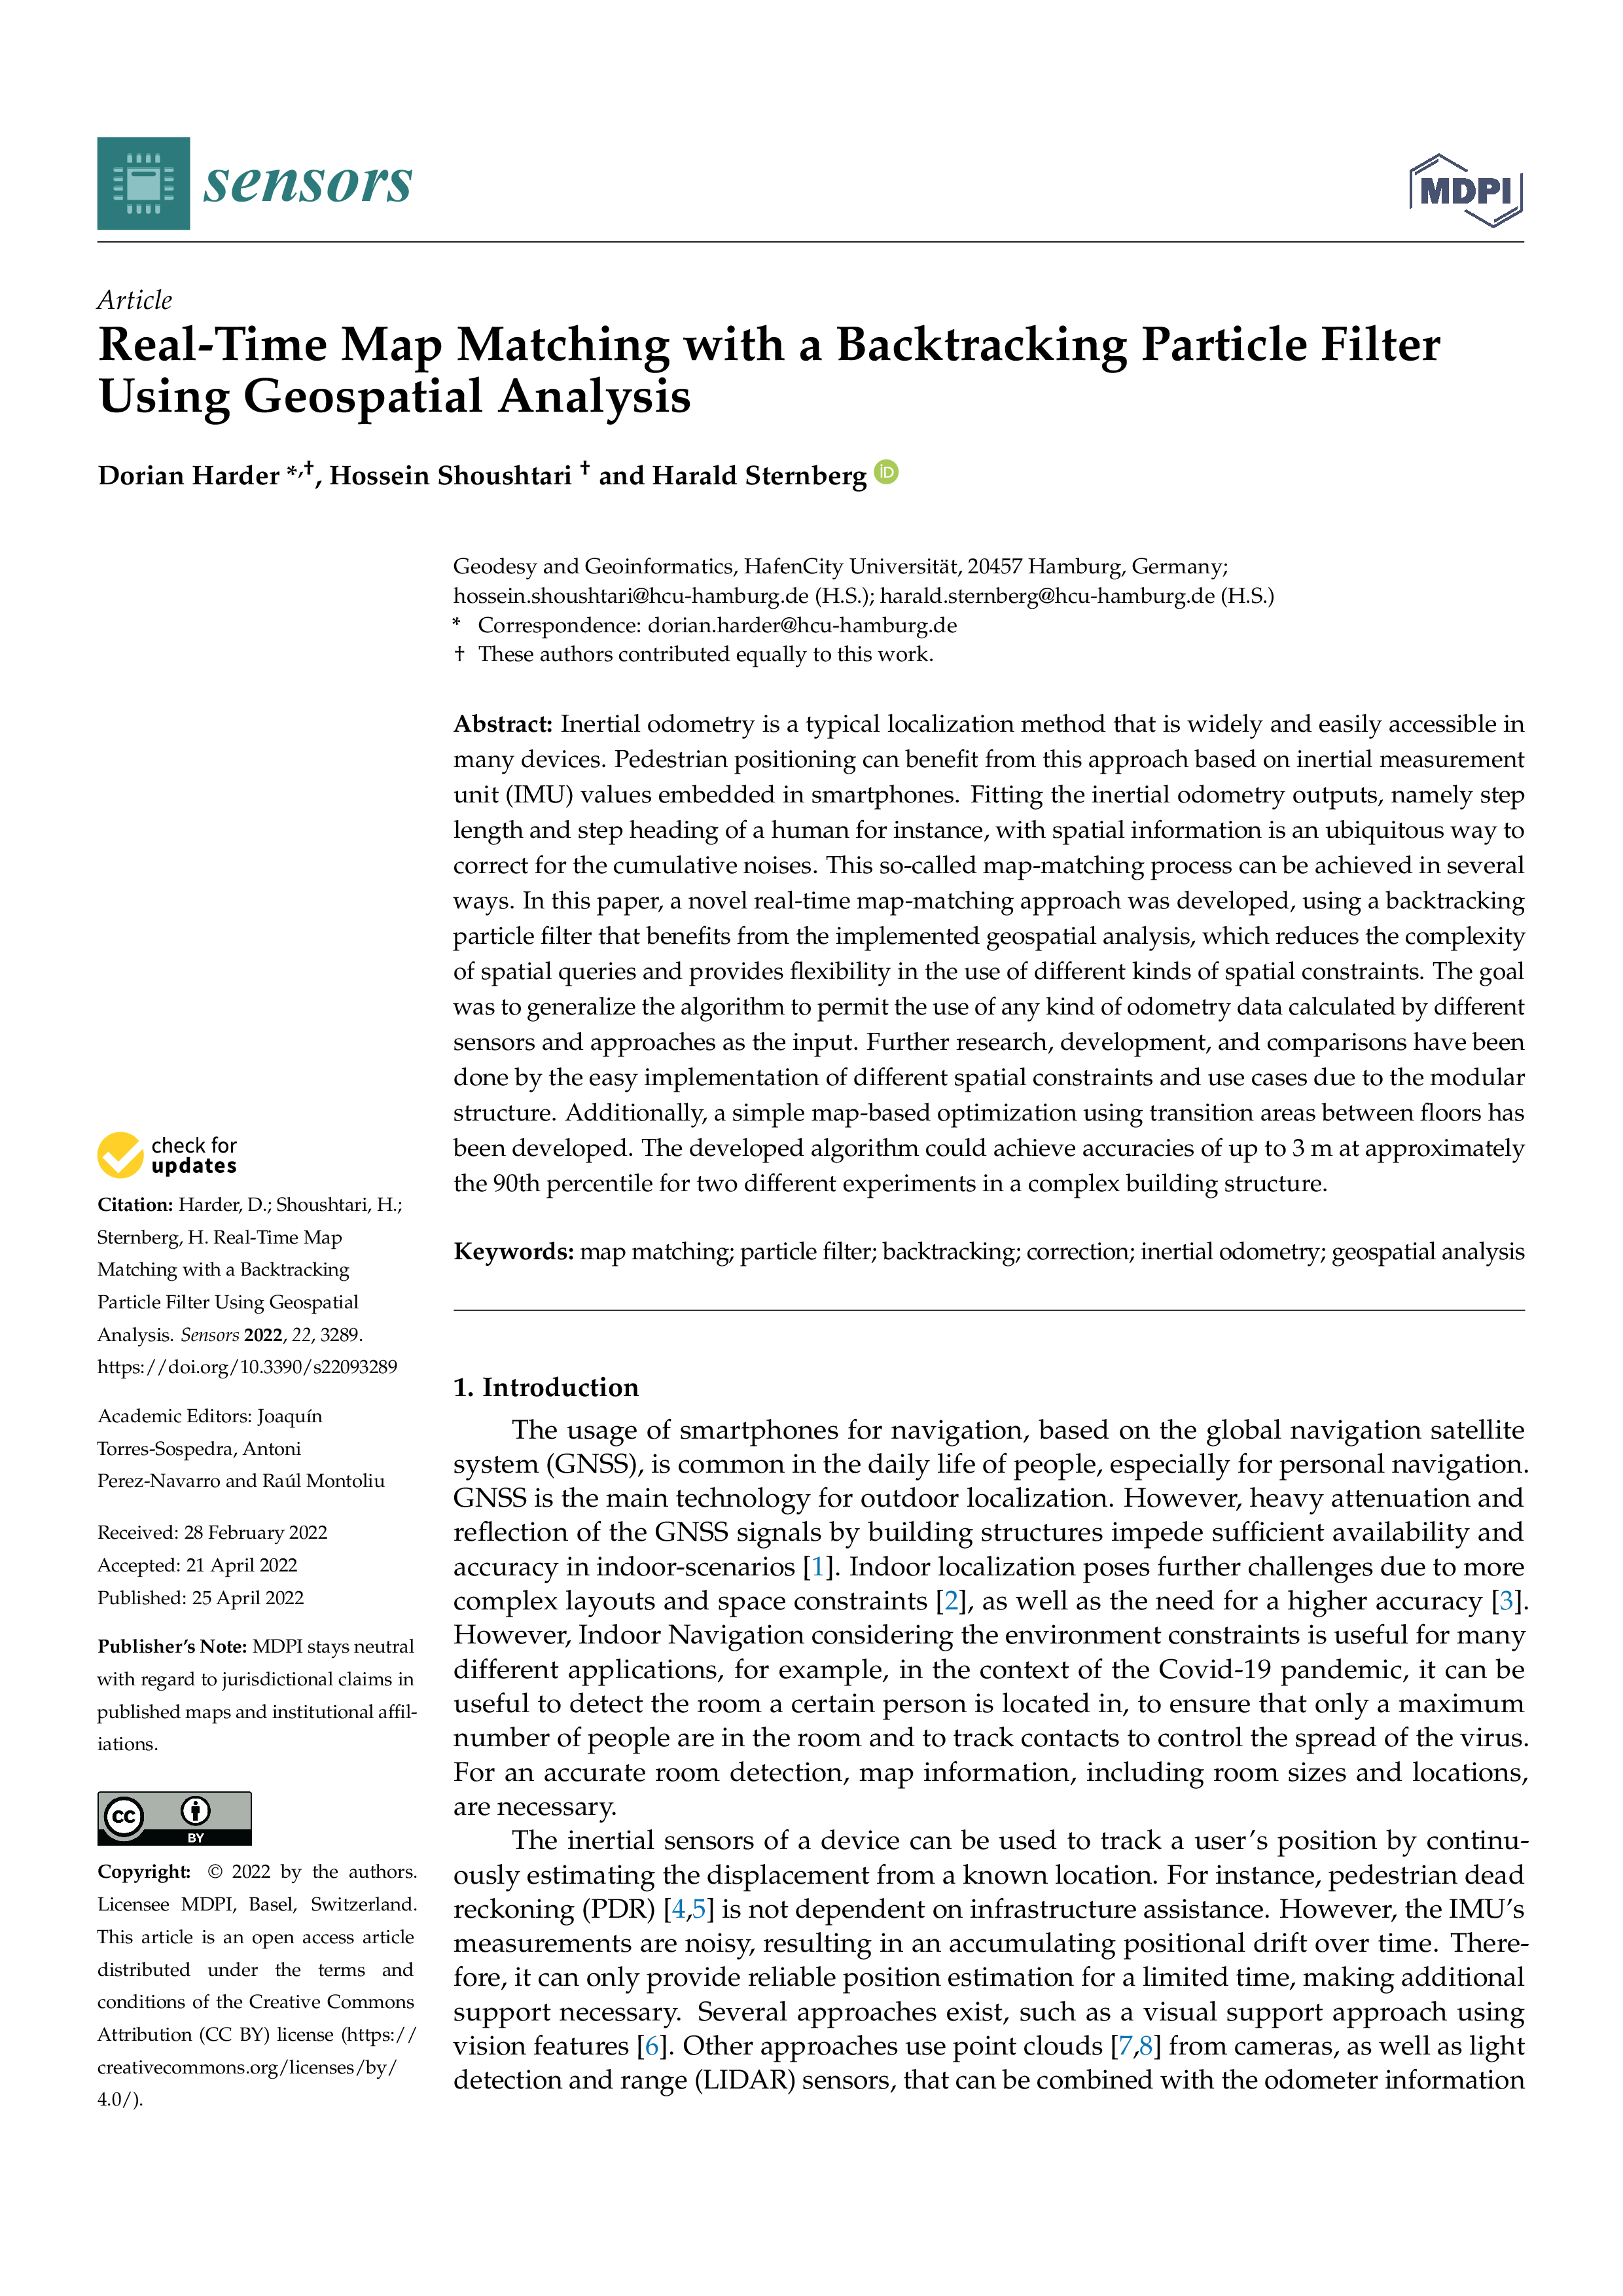 sensors
MDPI
Article
Real-Time Map Matching with a Backtracking Particle Filter
Using Geospatial Analysis
Dorian Harder *,†, Hossein Shoushtari † and Harald Sternberg iD
Geodesy and Geoinformatics, HafenCity Universität, 20457 Hamburg, Germany;
hossein.shoushtari@hcu-hamburg.de (H.S.); harald.sternberg@hcu-hamburg.de (H.S.)
* Correspondence: dorian.harder@hcu-hamburg.de
† These authors contributed equally to this work.
Abstract: Inertial odometry is a typical localization method that is widely and easily accessible in
many devices. Pedestrian positioning can benefit from this approach based on inertial measurement
unit (IMU) values embedded in smartphones. Fitting the inertial odometry outputs, namely step
length and step heading of a human for instance, with spatial information is an ubiquitous way to
correct for the cumulative noises. This so-called map-matching process can be achieved in several
ways. In this paper, a novel real-time map-matching approach was developed, using a backtracking
particle filter that benefits from the implemented geospatial analysis, which reduces the complexity
of spatial queries and provides flexibility in the use of different kinds of spatial constraints. The goal
was to generalize the algorithm to permit the use of any kind of odometry data calculated by different
sensors and approaches as the input. Further research, development, and comparisons have been
done by the easy implementation of different spatial constraints and use cases due to the modular
structure. Additionally, a simple map-based optimization using transition areas between floors has
been developed. The developed algorithm could achieve accuracies of up to 3 m at approximately
the 90th percentile for two different experiments in a complex building structure.
Keywords: map matching; particle filter; backtracking; correction; inertial odometry; geospatial analysis
check for
updates
Citation: Harder, D.; Shoushtari, H.;
Sternberg, H. Real-Time Map
Matching with a Backtracking
Particle Filter Using Geospatial
Analysis. Sensors 2022, 22, 3289.
https://doi.org/10.3390/s22093289
Academic Editors: Joaquín
Torres-Sospedra, Antoni
Perez-Navarro and Raúl Montoliu
Received: 28 February 2022
Accepted: 21 April 2022
Published: 25 April 2022
Publisher's Note: MDPI stays neutral
with regard to jurisdictional claims in
published maps and institutional affil-
iations.
CC BY
Copyright: © 2022 by the authors.
Licensee MDPI, Basel, Switzerland.
This article is an open access article
distributed under the terms and
conditions of the Creative Commons
Attribution (CC BY) license (https://
creativecommons.org/licenses/by/
4.0/).
1. Introduction
The usage of smartphones for navigation, based on the global navigation satellite
system (GNSS), is common in the daily life of people, especially for personal navigation.
GNSS is the main technology for outdoor localization. However, heavy attenuation and
reflection of the GNSS signals by building structures impede sufficient availability and
accuracy in indoor-scenarios [1]. Indoor localization poses further challenges due to more
complex layouts and space constraints [2], as well as the need for a higher accuracy [3].
However, Indoor Navigation considering the environment constraints is useful for many
different applications, for example, in the context of the Covid-19 pandemic, it can be
useful to detect the room a certain person is located in, to ensure that only a maximum
number of people are in the room and to track contacts to control the spread of the virus.
For an accurate room detection, map information, including room sizes and locations,
are necessary.
The inertial sensors of a device can be used to track a user's position by continu-
ously estimating the displacement from a known location. For instance, pedestrian dead
reckoning (PDR) [4,5] is not dependent on infrastructure assistance. However, the IMU's
measurements are noisy, resulting in an accumulating positional drift over time. There-
fore, it can only provide reliable position estimation for a limited time, making additional
support necessary. Several approaches exist, such as a visual support approach using
vision features [6]. Other approaches use point clouds [7,8] from cameras, as well as light
detection and range (LIDAR) sensors, that can be combined with the odometer information